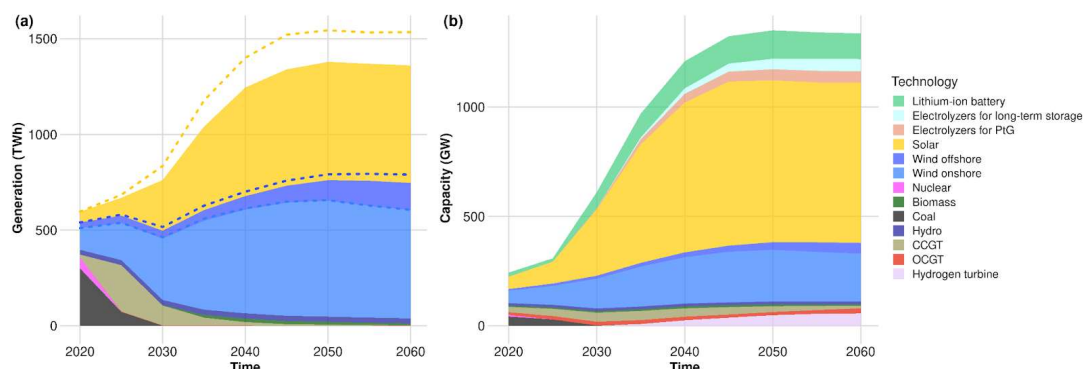 (a)
1500
1000
500
0
Generation (TWh)
2020 2030 2040 2050 2060
Time
(b)
1000
500
0
Capacity (GW)
2020 2030 2040 2050 2060
Time
Technology
Lithium-ion battery
Electrolyzers for long-term storage
Electrolyzers for PtG
Solar
Wind offshore
Wind onshore
Nuclear
Biomass
Coal
Hydro
CCGT
OCGT
Hydrogen turbine